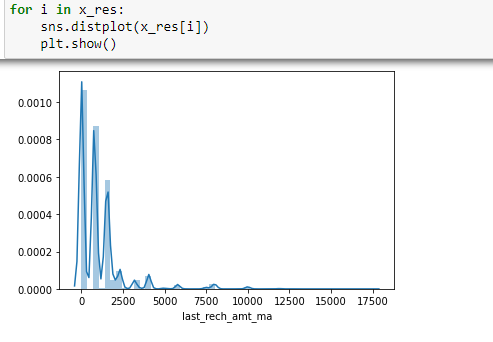 for i in x_res:
    sns.distplot(x_res[i])
    plt.show()
0.0010
0.0008
0.0006
0.0004
0.0002
0.0000
0 2500 5000 7500 10000 12500 15000 17500
last_rech_amt_ma